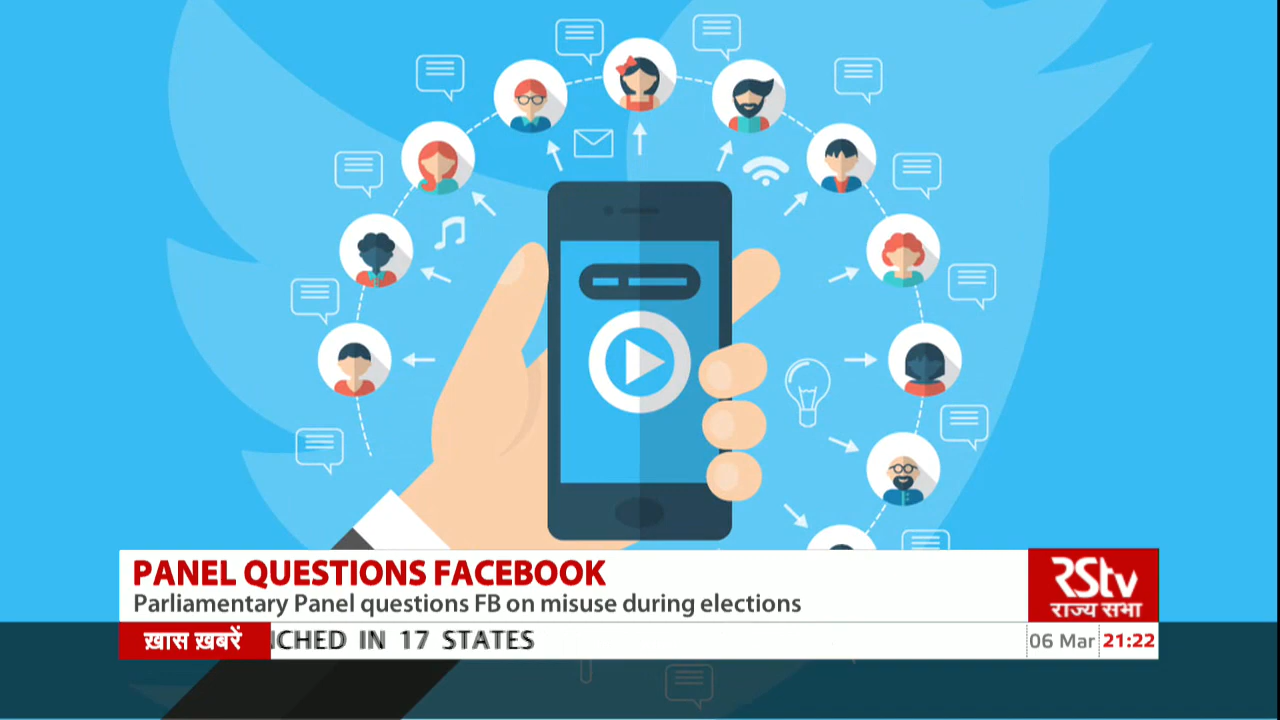 PANEL QUESTIONS FACEBOOK
Parliamentary Panel questions FB on misuse during elections
RStv
राज्य सभा
ख़ास ख़बरें
NCHED IN 17 STATES
06 Mar 21:22